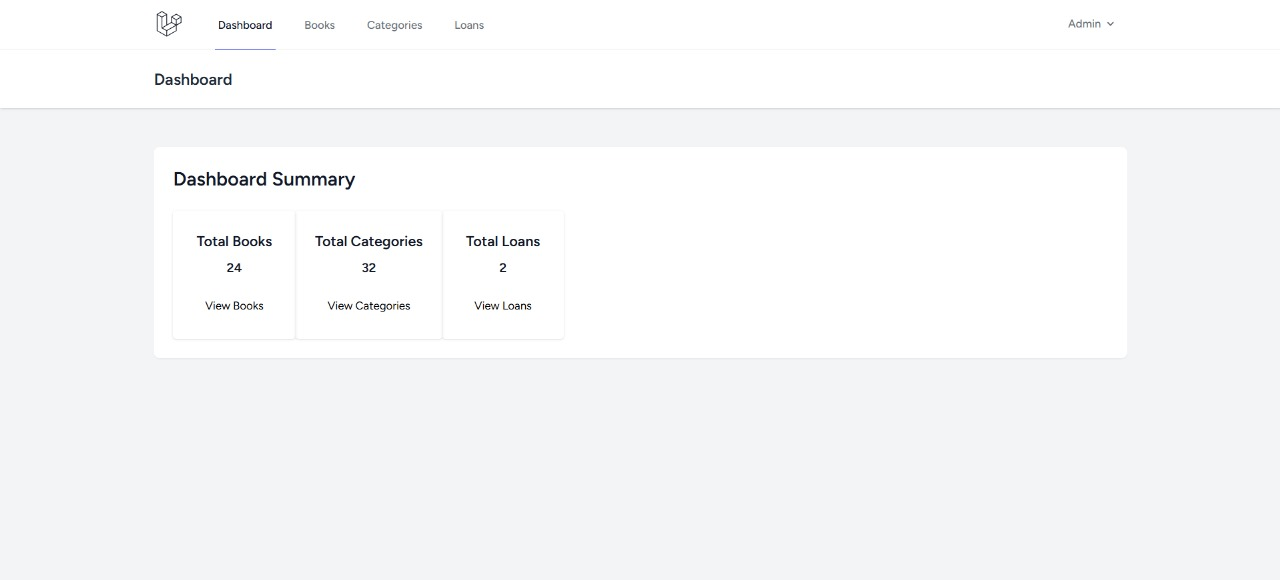 Dashboard Books Categories Loans Admin
Dashboard
Dashboard Summary
Total Books Total Categories Total Loans
24 32 2
View Books View Categories View Loans